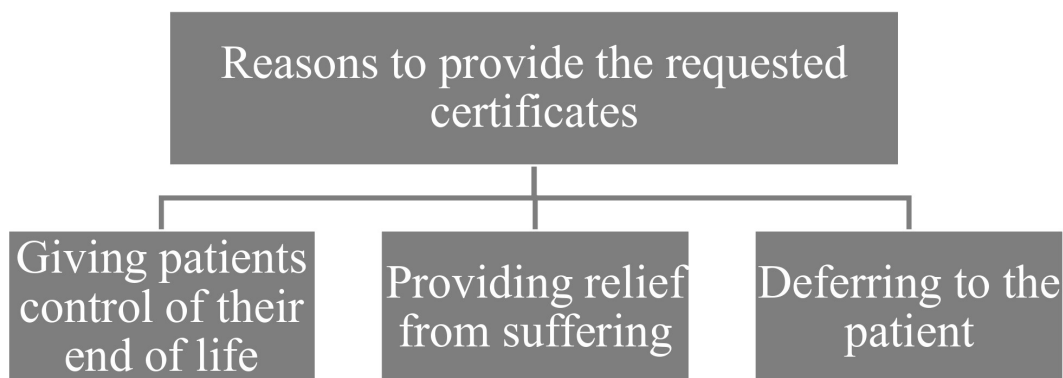 Reasons to provide the requested
certificates
Giving patients
control of their
end of life
Providing relief
from suffering
Deferring to the
patient